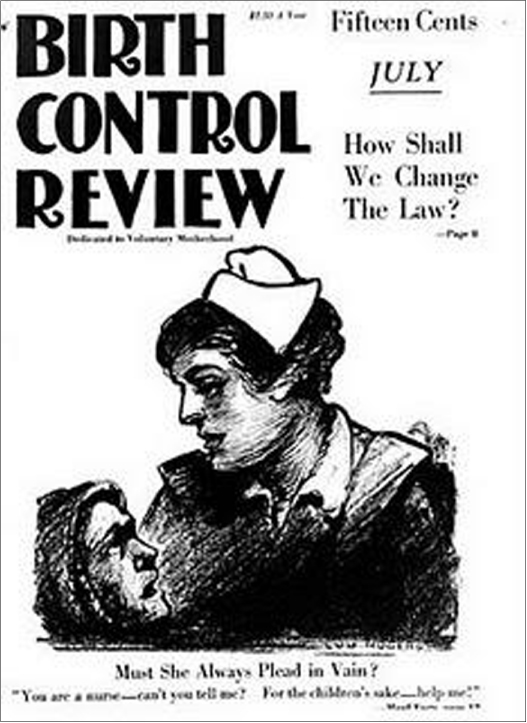 BIRTH
CONTROL
REVIEW
Dedicated to Voluntary Motherhood
A Year
Fifteen Cents
JULY
How Shall
We Change
The Law?
—Page 8
LOU ROGERS
Must She Always Plead in Vain?
"You are a nurse—can't you tell me? For the children's sake—help me!"